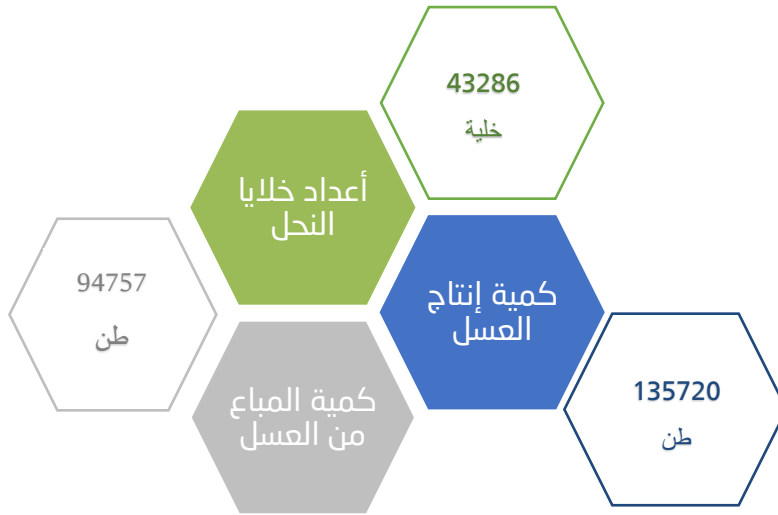 43286
خلية
أعداد خلايا
النحل
كمية إنتاج
العسل
94757
طن
كمية المباع
من العسل
135720
طن